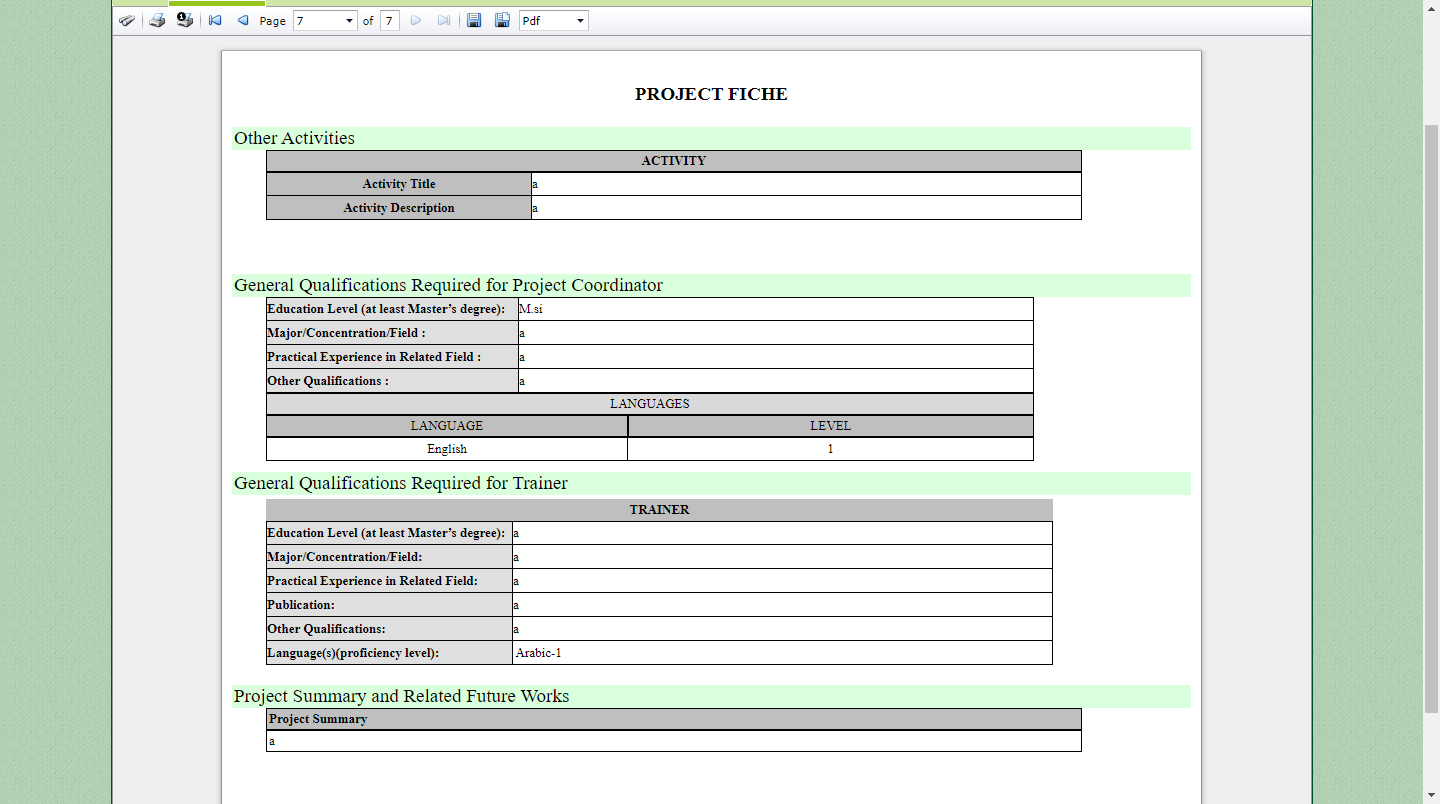 Page 7 of 7 Pdf
PROJECT FICHE
Other Activities
ACTIVITY
Activity Title a
Activity Description a
General Qualifications Required for Project Coordinator
Education Level (at least Master’s degree): M.si
Major/Concentration/Field : a
Practical Experience in Related Field : a
Other Qualifications : a
LANGUAGES
LANGUAGE LEVEL
English 1
General Qualifications Required for Trainer
TRAINER
Education Level (at least Master’s degree): a
Major/Concentration/Field: a
Practical Experience in Related Field: a
Publication: a
Other Qualifications: a
Language(s)(proficiency level): Arabic-1
Project Summary and Related Future Works
Project Summary
a